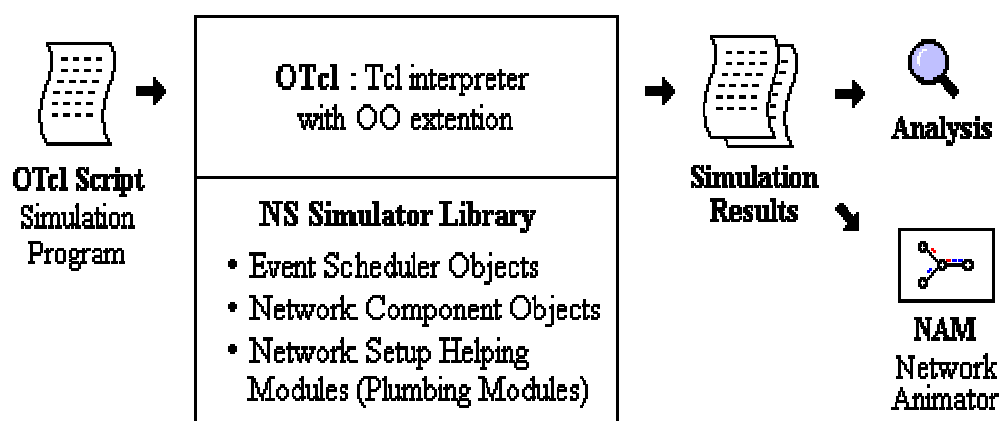 OTcl Script
Simulation
Program
OTcl : Tcl interpreter
with OO extention
NS Simulator Library
• Event Scheduler Objects
• Network Component Objects
• Network Setup Helping
Modules (Plumbing Modules)
Simulation
Results
Analysis
NAM
Network
Animator